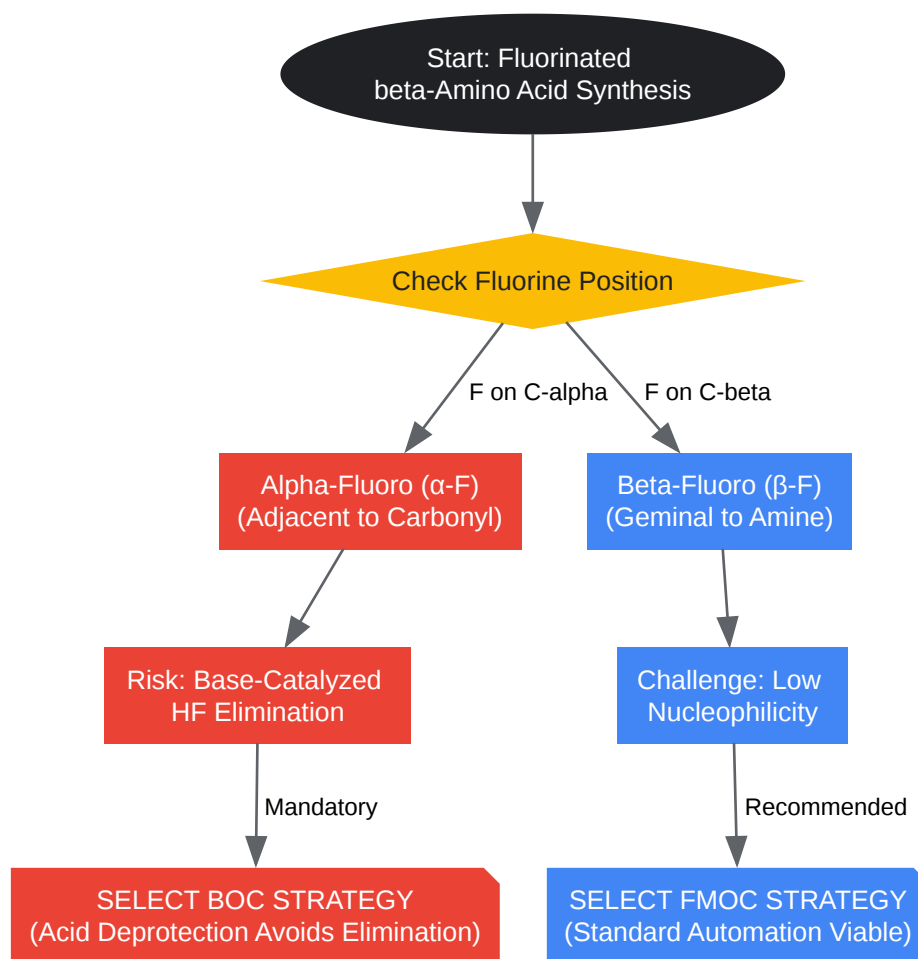 Start: Fluorinated
beta-Amino Acid Synthesis
Check Fluorine Position
F on C-alpha
F on C-beta
Alpha-Fluoro (α-F)
(Adjacent to Carbonyl)
Beta-Fluoro (β-F)
(Geminal to Amine)
Risk: Base-Catalyzed
HF Elimination
Challenge: Low
Nucleophilicity
Mandatory
Recommended
SELECT BOC STRATEGY
(Acid Deprotection Avoids Elimination)
SELECT FMOC STRATEGY
(Standard Automation Viable)